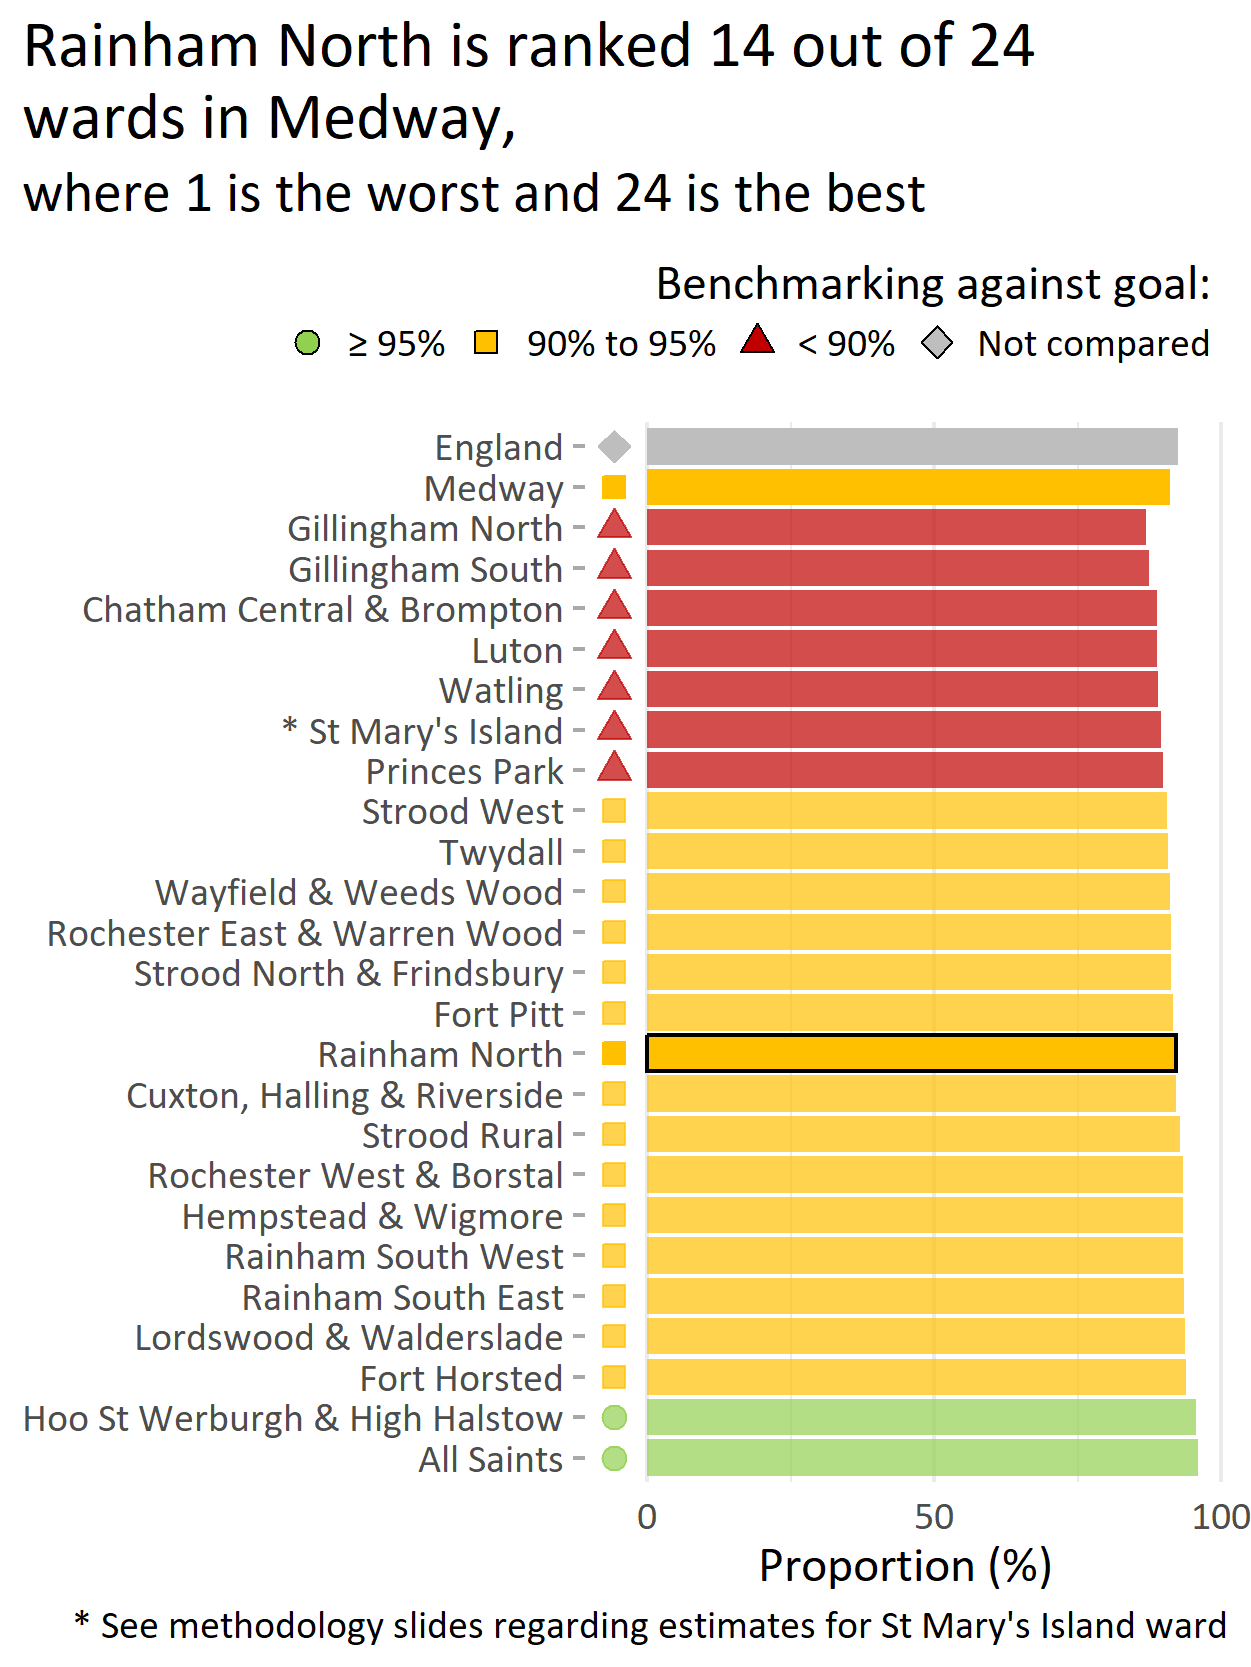 Rainham North is ranked 14 out of 24
wards in Medway,
where 1 is the worst and 24 is the best
Benchmarking against goal:
≥ 95% 90% to 95% < 90% Not compared
England
Medway
Gillingham North
Gillingham South
Chatham Central & Brompton
Luton
Watling
* St Mary's Island
Princes Park
Strood West
Twydall
Wayfield & Weeds Wood
Rochester East & Warren Wood
Strood North & Frindsbury
Fort Pitt
Rainham North
Cuxton, Halling & Riverside
Strood Rural
Rochester West & Borstal
Hempstead & Wigmore
Rainham South West
Rainham South East
Lordswood & Walderslade
Fort Horsted
Hoo St Werburgh & High Halstow
All Saints
0 50 100
Proportion (%)
* See methodology slides regarding estimates for St Mary's Island ward